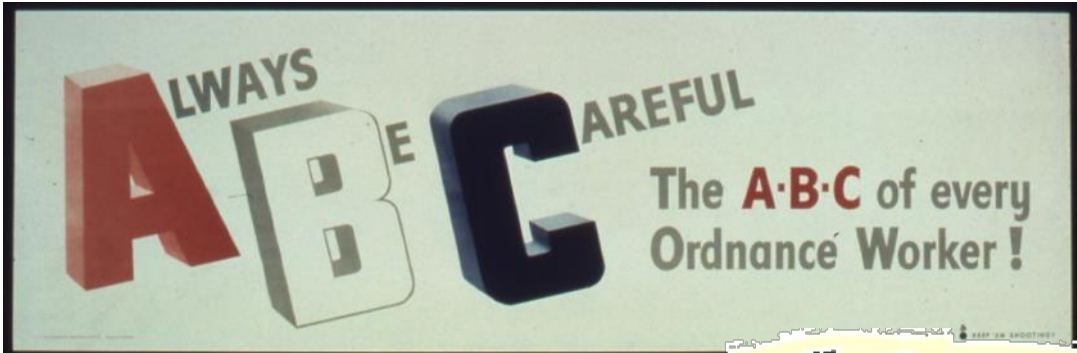 ALWAYS BE CAREFUL
The A·B·C of every
Ordnance Worker!
KEEP 'EM SHOOTING!